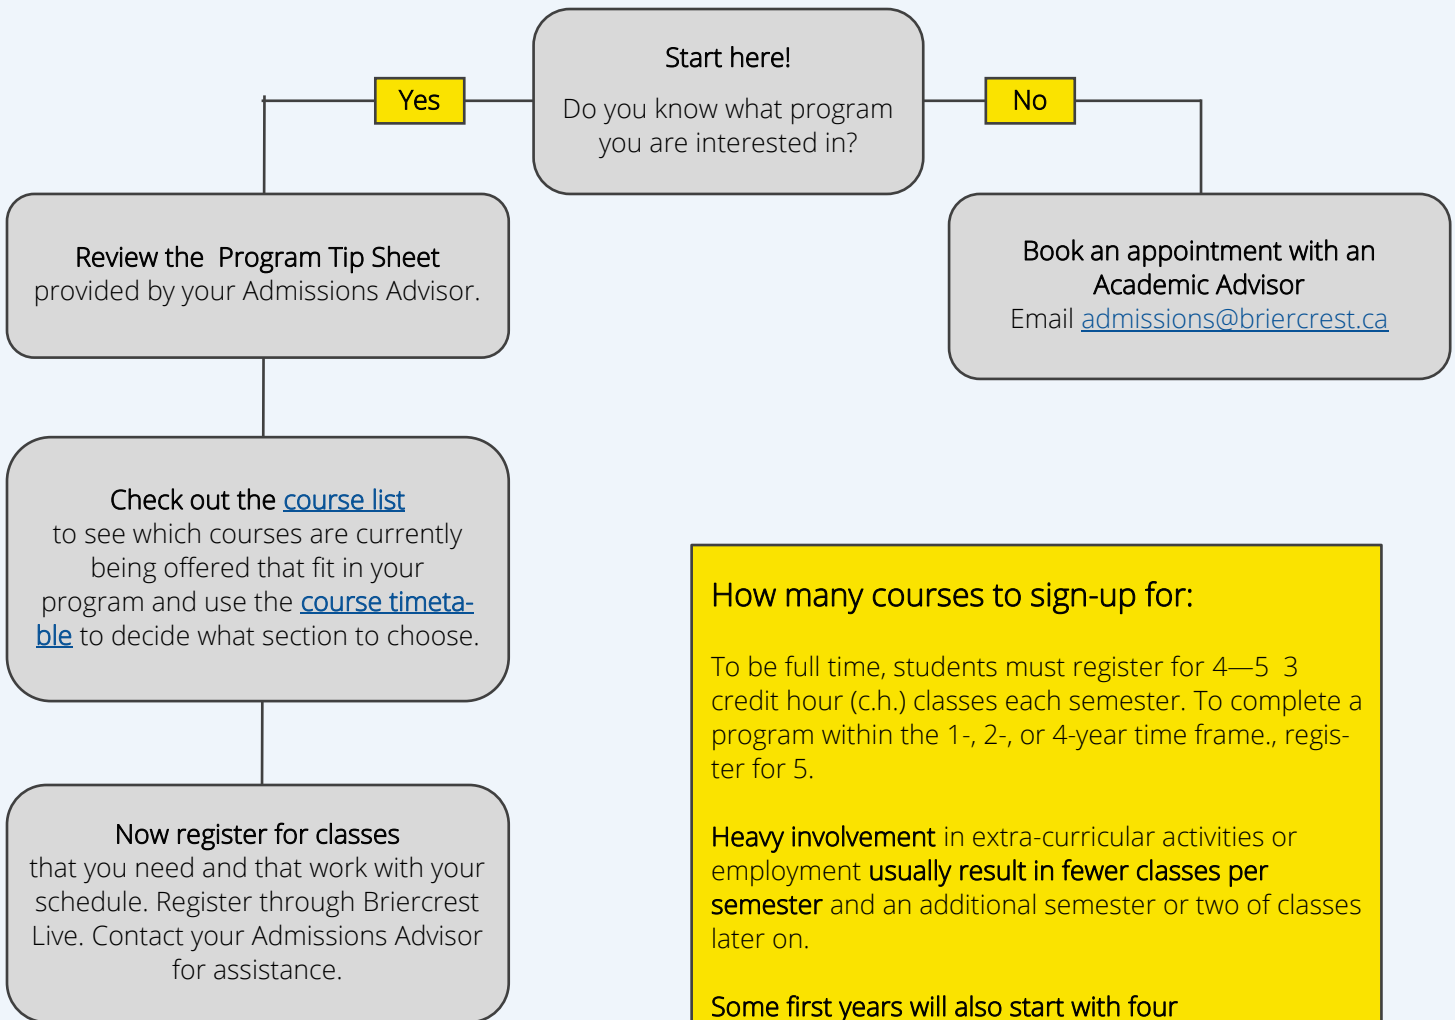 Start here!
Do you know what program
you are interested in?
Yes
No
Review the  Program Tip Sheet
provided by your Admissions Advisor.
Book an appointment with an
Academic Advisor
Email admissions@briercrest.ca
Check out the course list
to see which courses are currently
being offered that fit in your
program and use the course timeta-
ble to decide what section to choose.
Now register for classes
that you need and that work with your
schedule. Register through Briercrest
Live. Contact your Admissions Advisor
for assistance.
How many courses to sign-up for:
To be full time, students must register for 4—5  3
credit hour (c.h.) classes each semester. To complete a
program within the 1-, 2-, or 4-year time frame., regis-
ter for 5.
Heavy involvement in extra-curricular activities or
employment usually result in fewer classes per
semester and an additional semester or two of classes
later on.
Some first years will also start with four